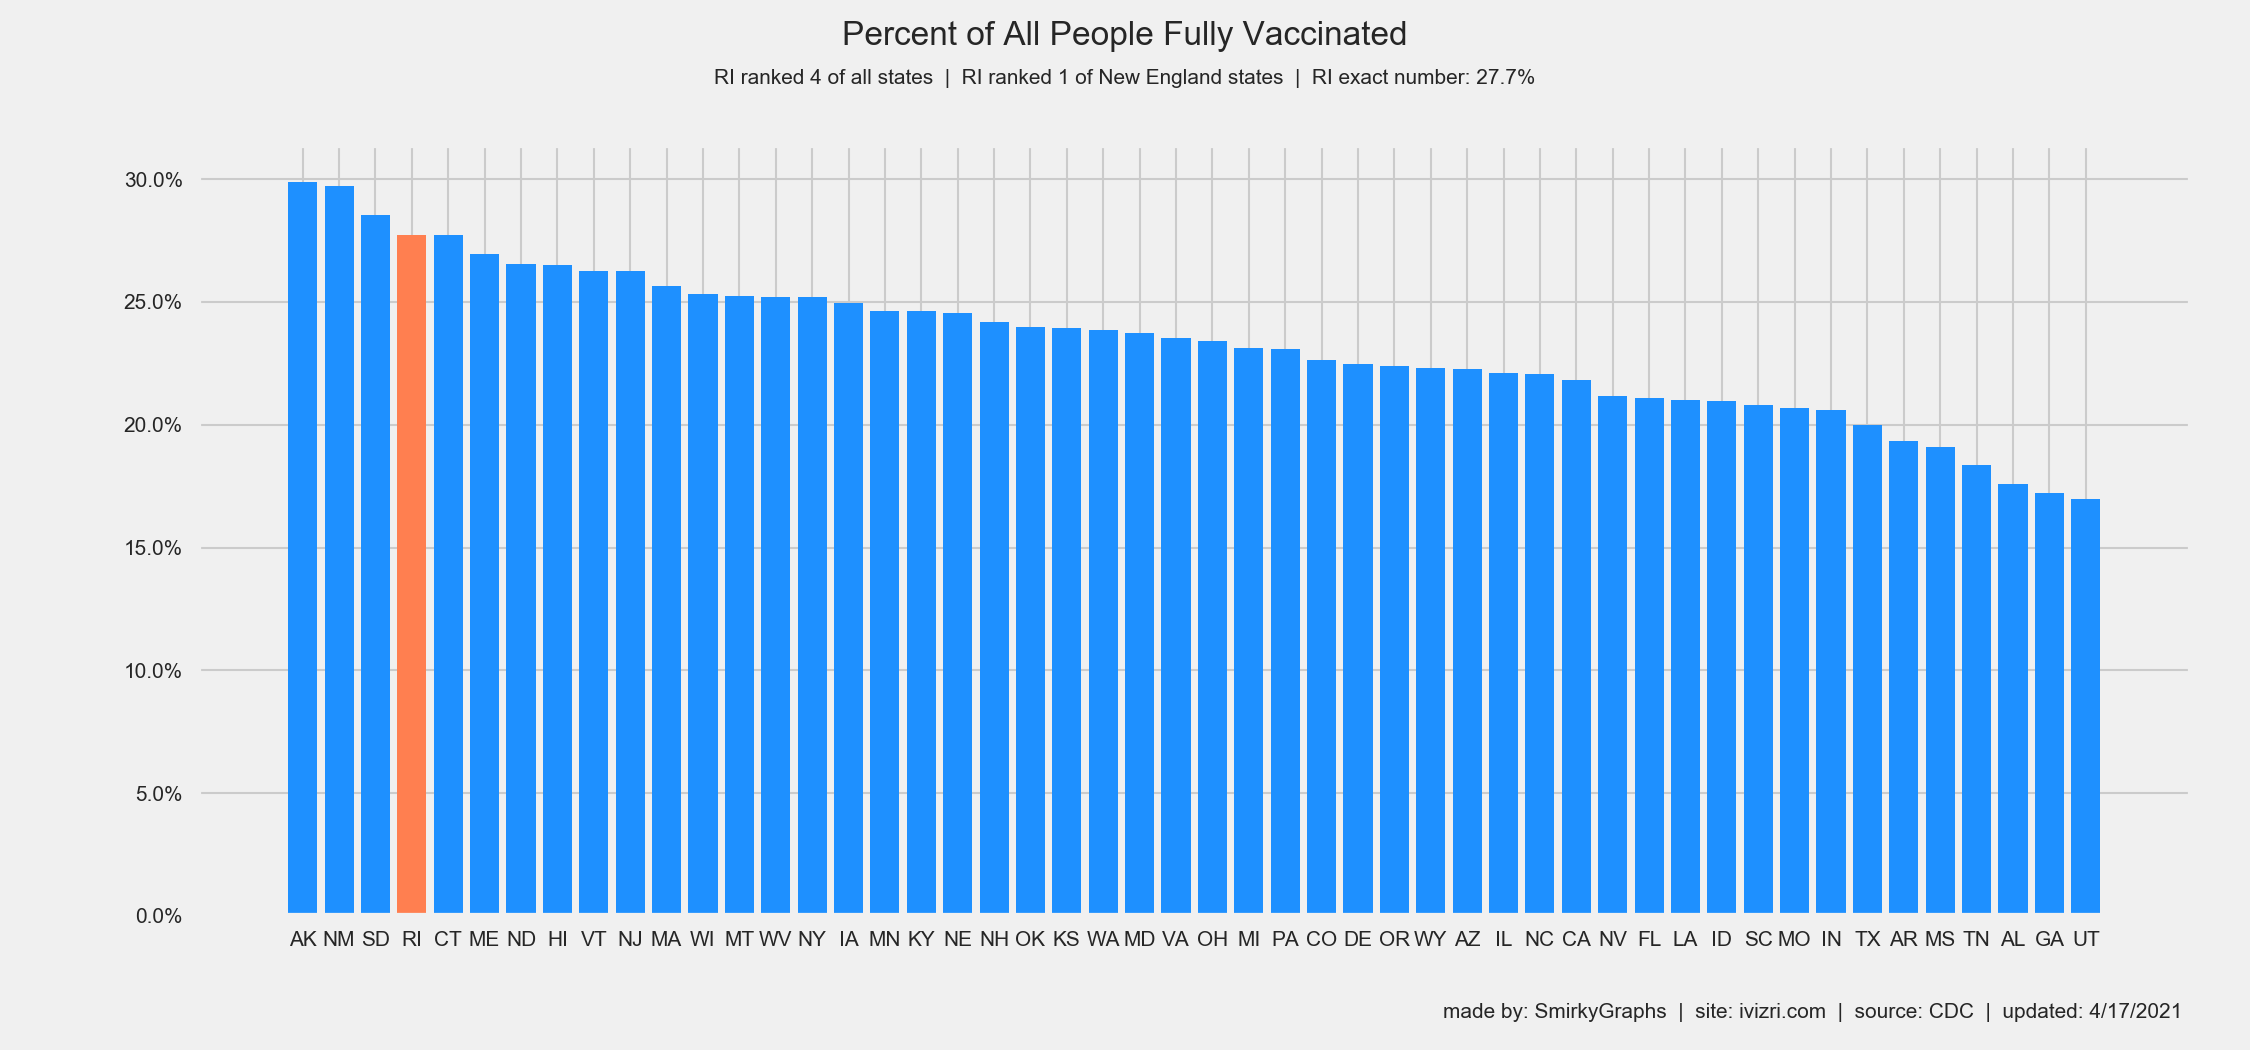 Percent of All People Fully Vaccinated
RI ranked 4 of all states | RI ranked 1 of New England states | RI exact number: 27.7%
30.0%
25.0%
20.0%
15.0%
10.0%
5.0%
0.0%
AK NM SD RI CT ME ND HI VT NJ MA WI MT WV NY IA MN KY NE NH OK KS WA MD VA OH MI PA CO DE OR WY AZ IL NC CA NV FL LA ID SC MO IN TX AR MS TN AL GA UT
made by: SmirkyGraphs | site: ivizri.com | source: CDC | updated: 4/17/2021